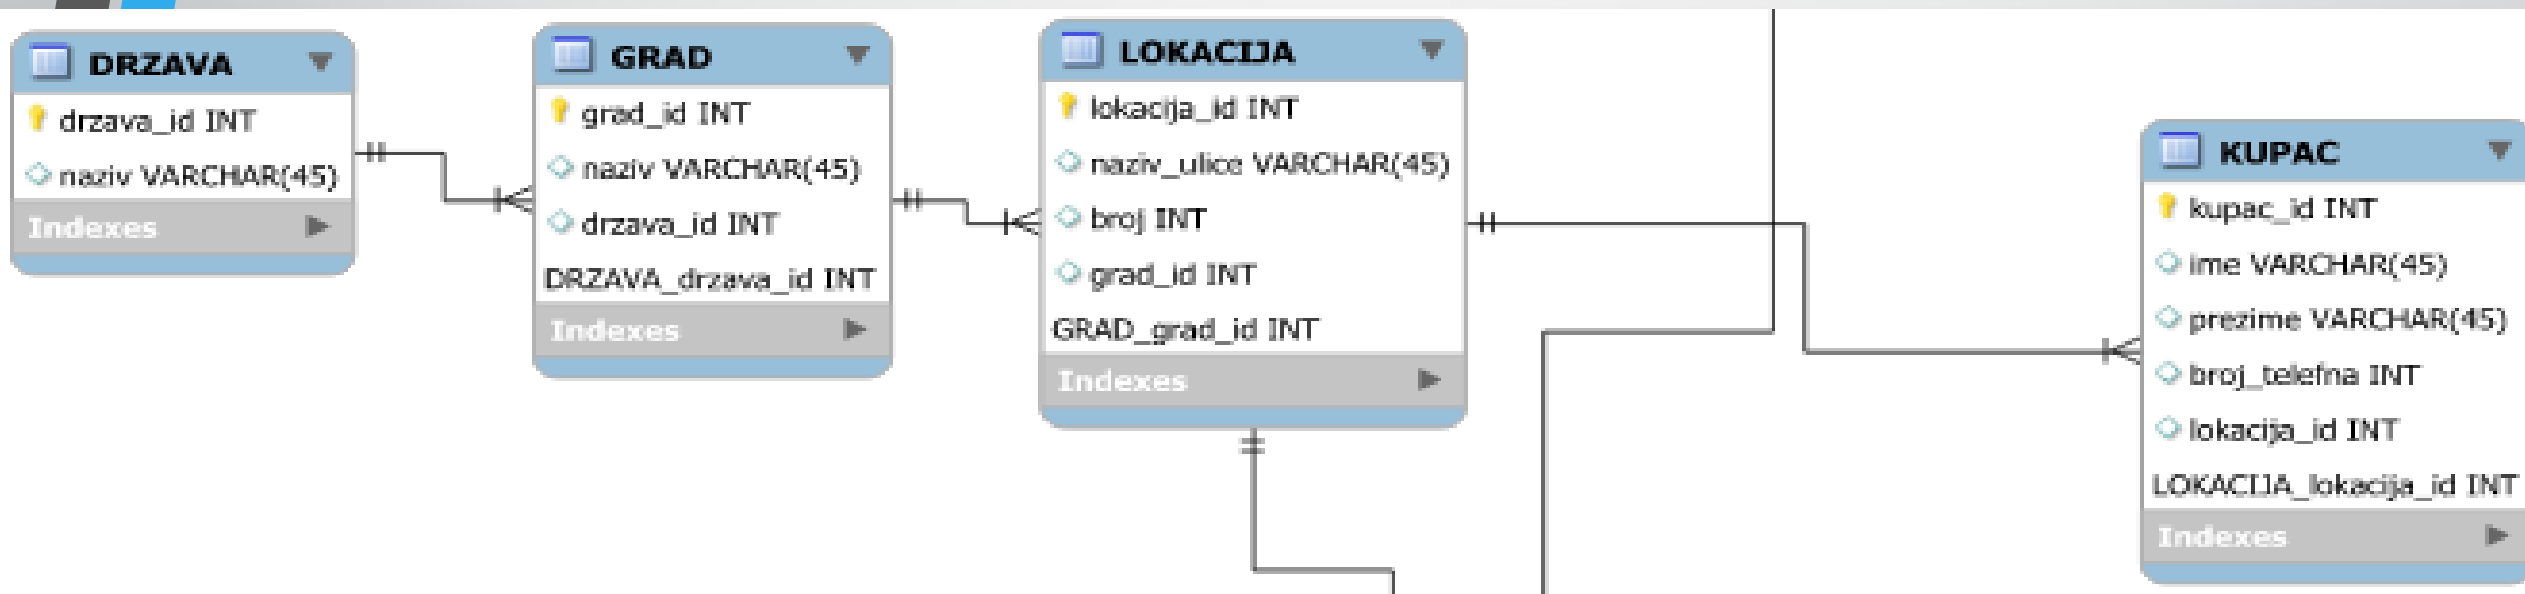 DRZAVA
drzava_id INT
naziv VARCHAR(45)
Indexes
GRAD
grad_id INT
naziv VARCHAR(45)
drzava_id INT
DRZAVA_drzava_id INT
Indexes
LOKACIJA
lokacija_id INT
naziv_ulice VARCHAR(45)
broj INT
grad_id INT
GRAD_grad_id INT
Indexes
KUPAC
kupac_id INT
ime VARCHAR(45)
prezime VARCHAR(45)
broj_telefna INT
lokacija_id INT
LOKACIJA_lokacija_id INT
Indexes